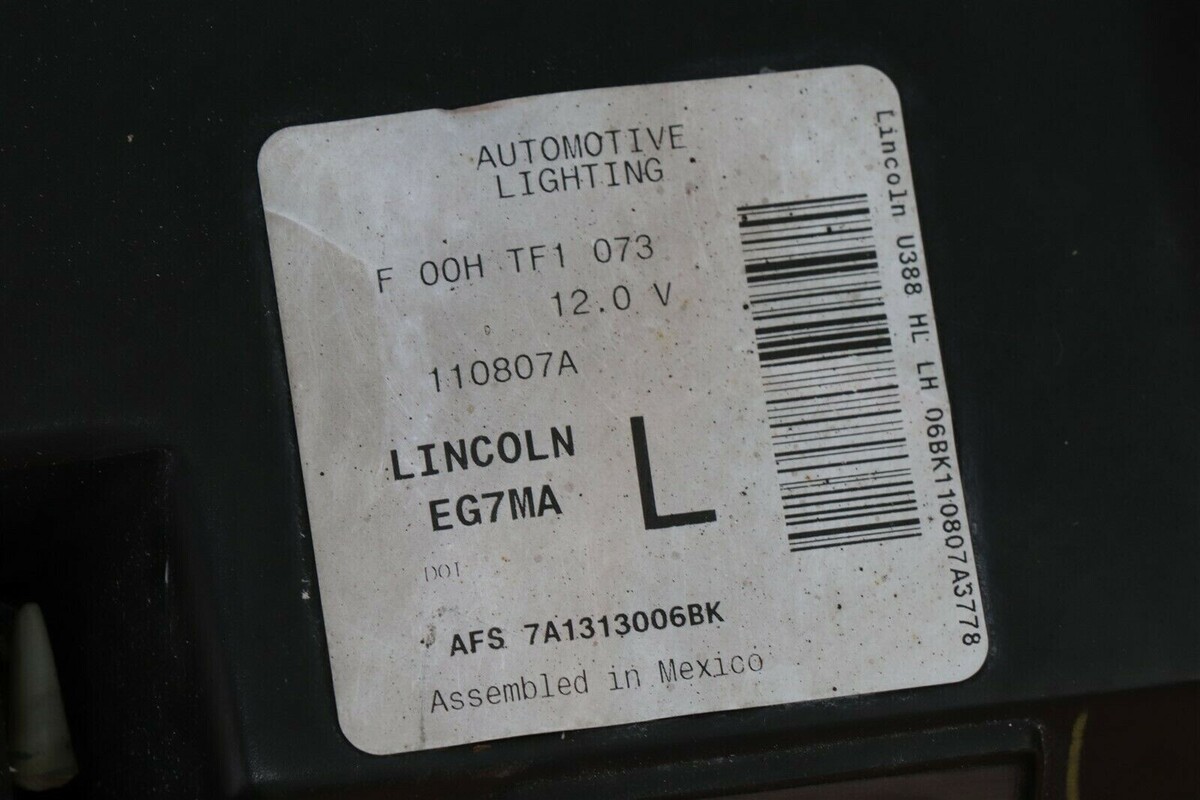 AUTOMOTIVE
LIGHTING
F 00H TF1 073
12.0 V
110807A
LINCOLN
EG7MA
L
DOT
AFS 7A1313006BK
Assembled in Mexico
Lincoln U388 HL LH 06BK110807A3778